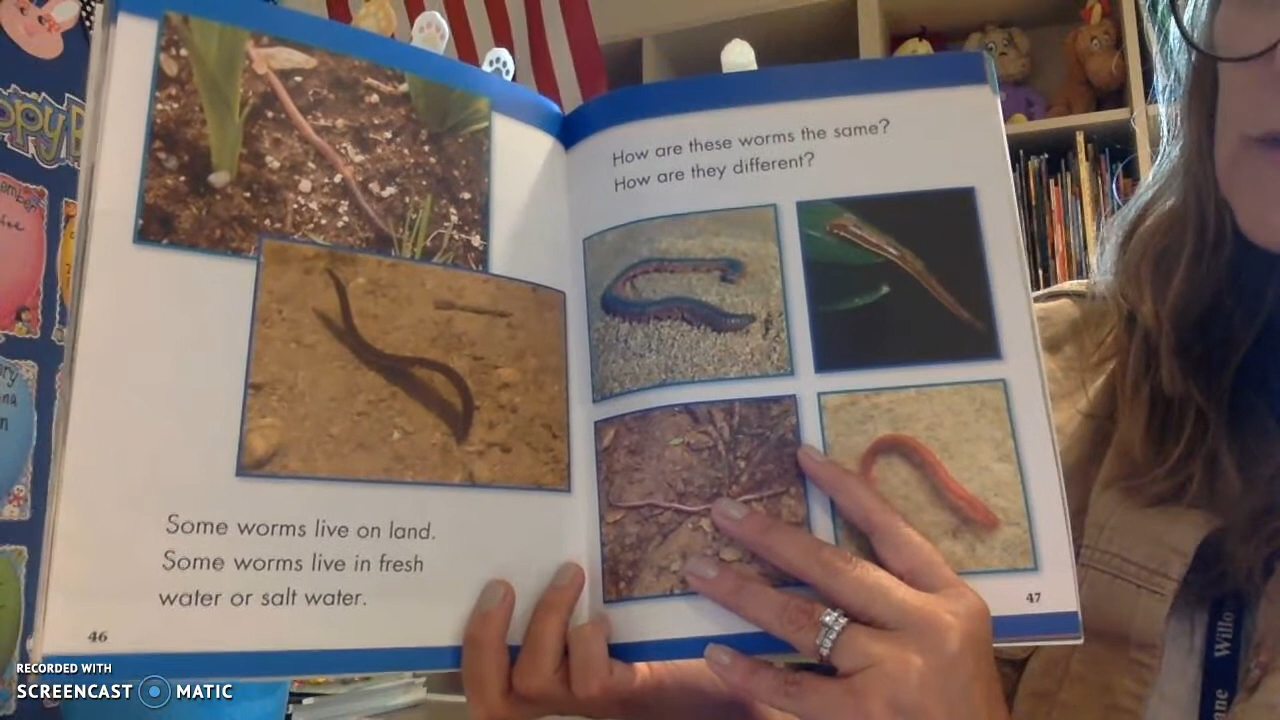 How are these worms the same?
How are they different?
Some worms live on land.
Some worms live in fresh
water or salt water.
46
47
RECORDED WITH
SCREENCAST MATIC
Willo